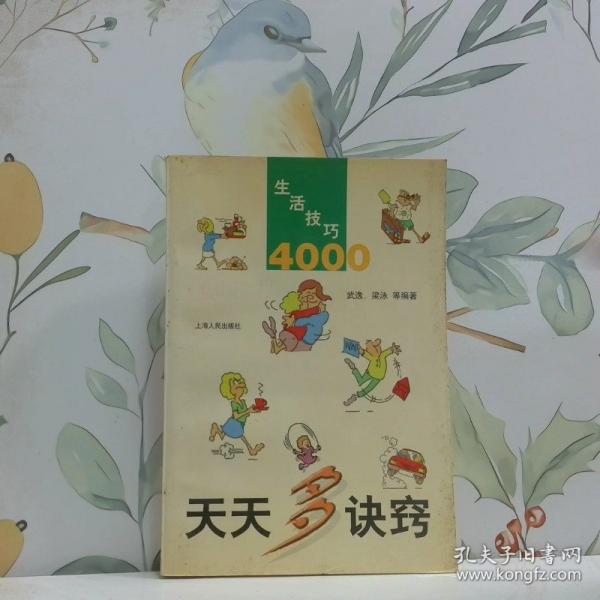 生活技巧
4000
武逸、梁泳 等编著
上海人民出版社
天天多诀窍
孔夫子旧书网
www.kongfz.com